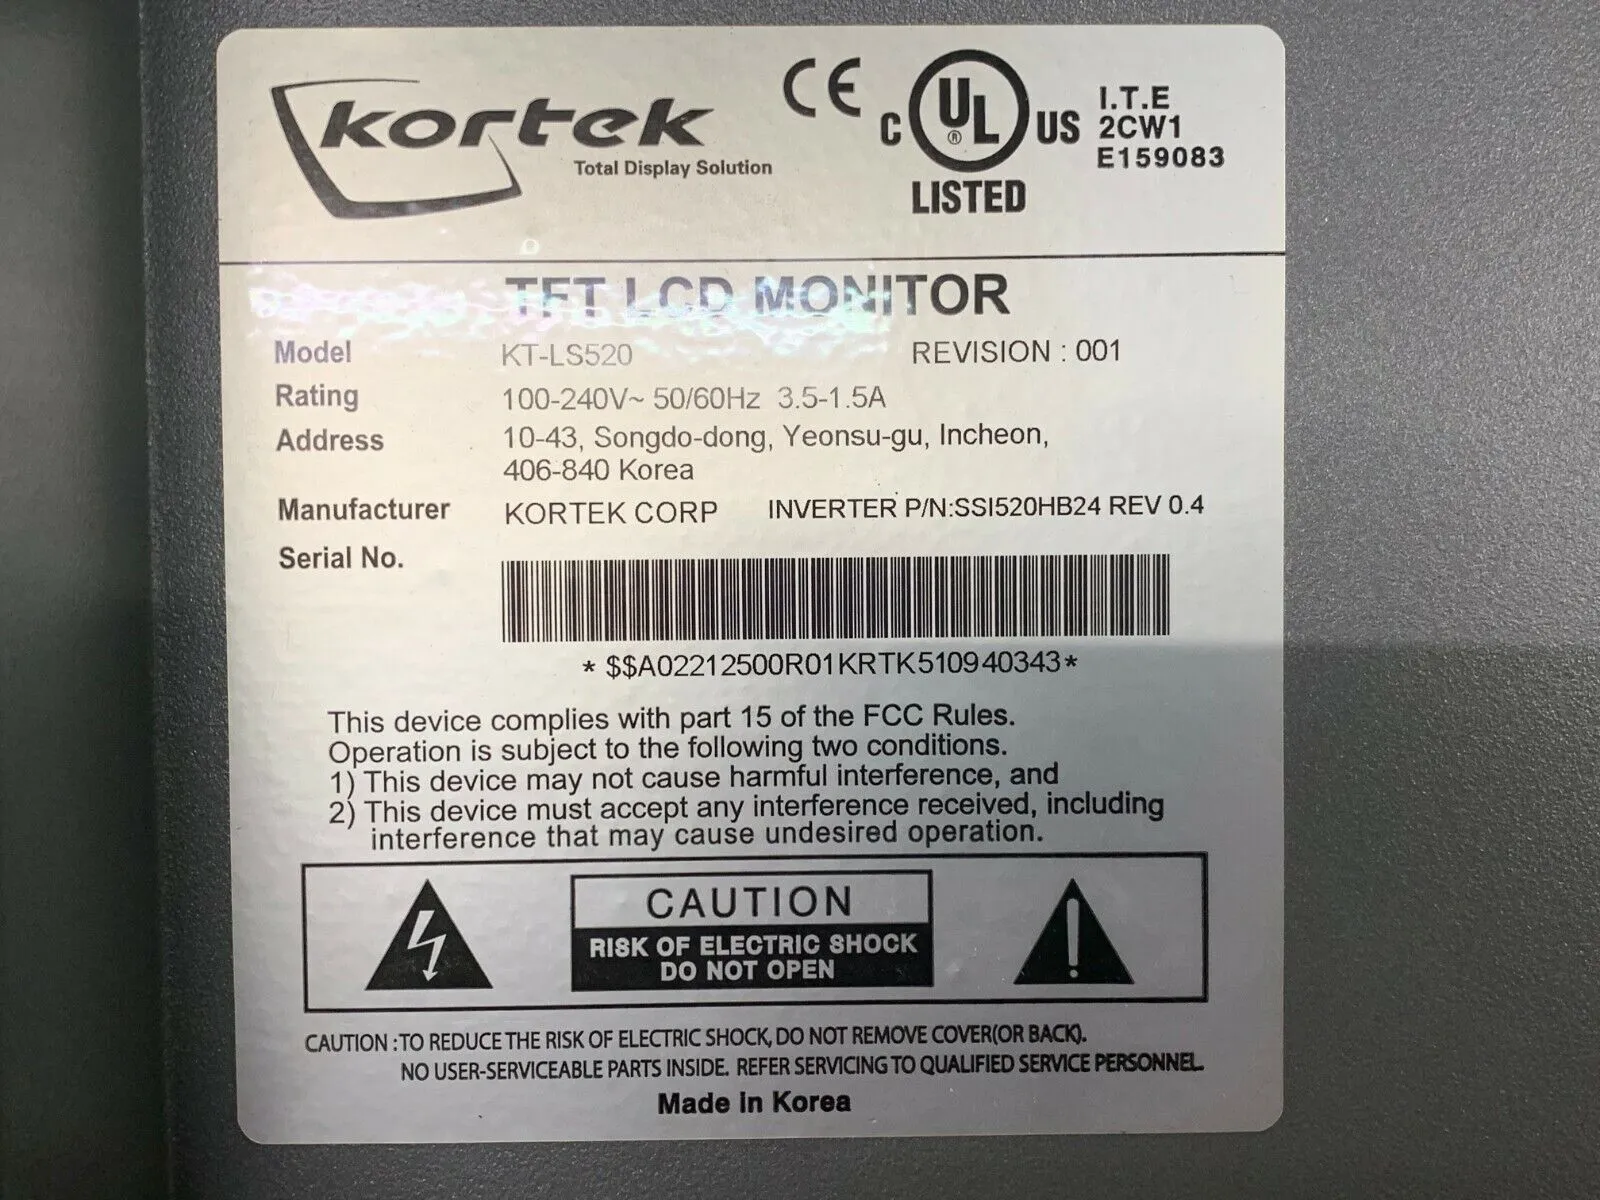 kortek
Total Display Solution
CE
C UL ® US
LISTED
I.T.E
2CW1
E159083
TFT LCD MONITOR
Model KT-LS520 REVISION : 001
Rating 100-240V~ 50/60Hz 3.5-1.5A
Address 10-43, Songdo-dong, Yeonsu-gu, Incheon,
406-840 Korea
Manufacturer KORTEK CORP INVERTER P/N:SSI520HB24 REV 0.4
Serial No.
* $$A02212500R01KRTK510940343*
This device complies with part 15 of the FCC Rules.
Operation is subject to the following two conditions.
1) This device may not cause harmful interference, and
2) This device must accept any interference received, including
interference that may cause undesired operation.
CAUTION
RISK OF ELECTRIC SHOCK
DO NOT OPEN
CAUTION : TO REDUCE THE RISK OF ELECTRIC SHOCK, DO NOT REMOVE COVER(OR BACK).
NO USER-SERVICEABLE PARTS INSIDE. REFER SERVICING TO QUALIFIED SERVICE PERSONNEL.
Made in Korea